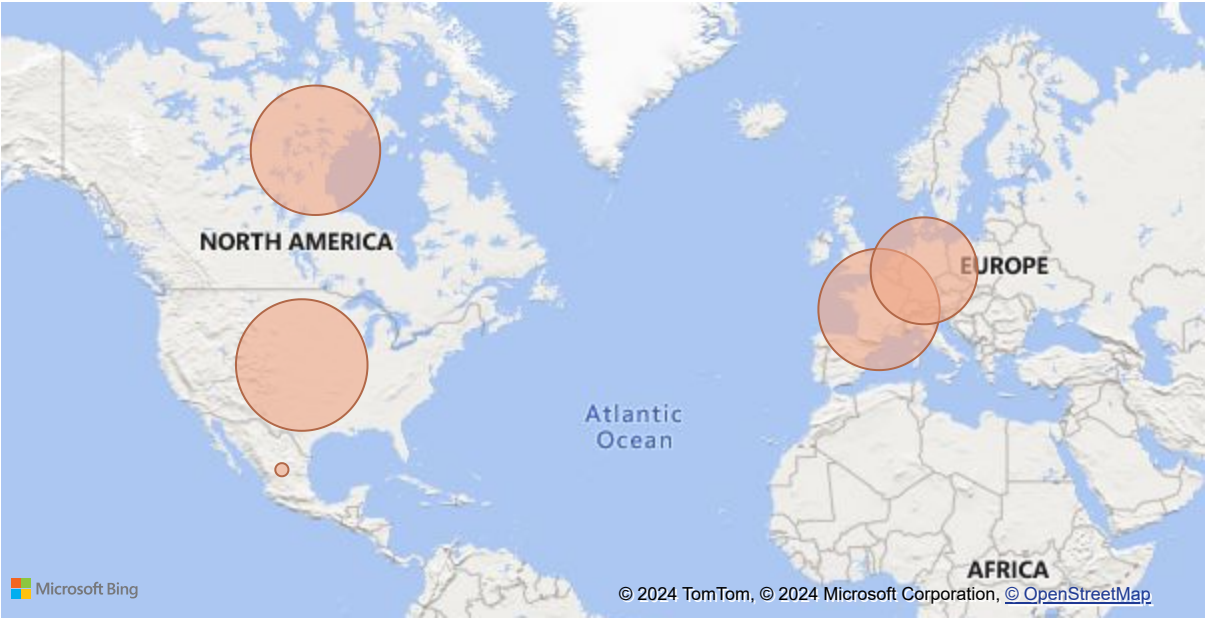 NORTH AMERICA
EUROPE
Atlantic
Ocean
AFRICA
Microsoft Bing
© 2024 TomTom, © 2024 Microsoft Corporation, © OpenStreetMap